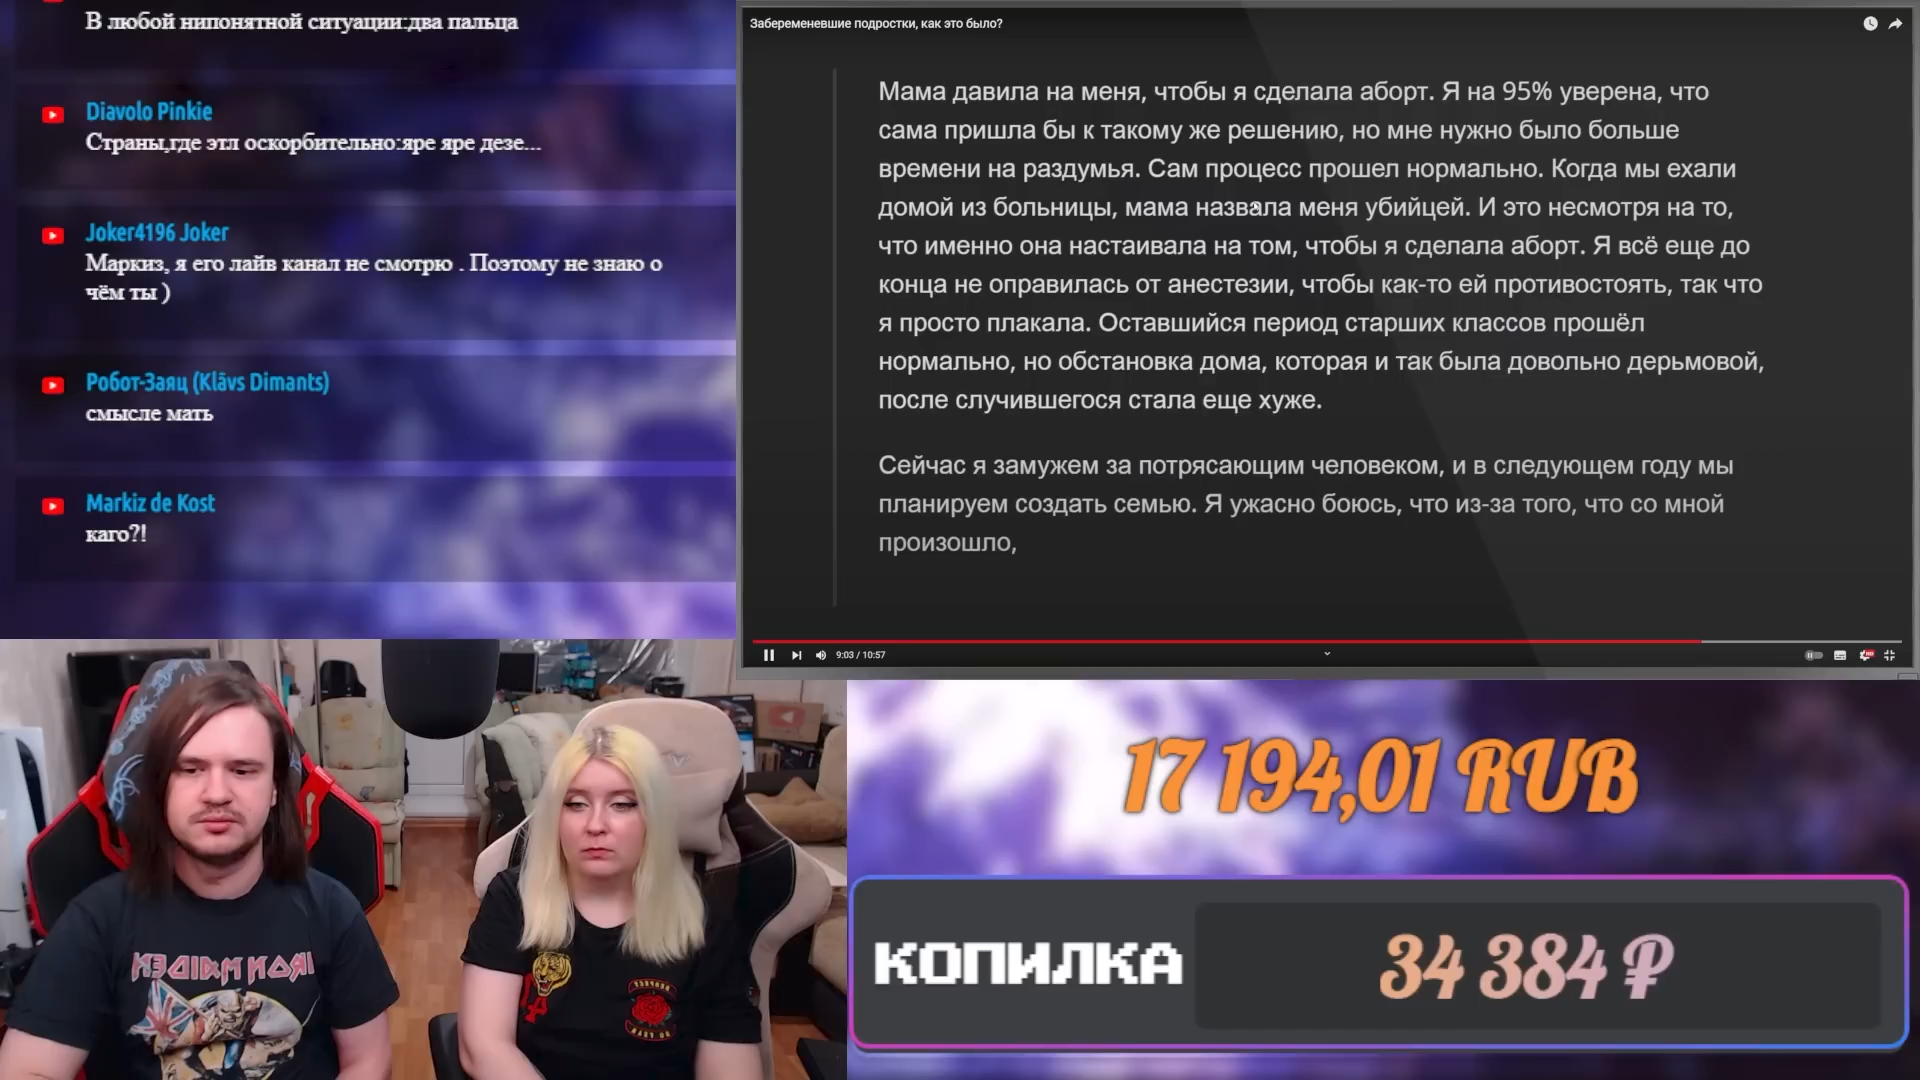 В любой нипонятной ситуации:два пальца
Diavolo Pinkie
Страны,где этл оскорбительно:яре яре дезе...
Joker4196 Joker
Маркиз, я его лайв канал не смотрю . Поэтому не знаю о
чём ты )
Робот-Заяц (Klāvs Dimants)
смысле мать
Markiz de Kost
каго?!
Забеременевшие подростки, как это было?
Мама давила на меня, чтобы я сделала аборт. Я на 95% уверена, что
сама пришла бы к такому же решению, но мне нужно было больше
времени на раздумья. Сам процесс прошел нормально. Когда мы ехали
домой из больницы, мама назвала меня убийцей. И это несмотря на то,
что именно она настаивала на том, чтобы я сделала аборт. Я всё еще до
конца не оправилась от анестезии, чтобы как-то ей противостоять, так что
я просто плакала. Оставшийся период старших классов прошёл
нормально, но обстановка дома, которая и так была довольно дерьмовой,
после случившегося стала еще хуже.
Сейчас я замужем за потрясающим человеком, и в следующем году мы
планируем создать семью. Я ужасно боюсь, что из-за того, что со мной
произошло,
9:03 / 10:57
17 194,01 RUB
КОПИЛКА
34 384 ₽